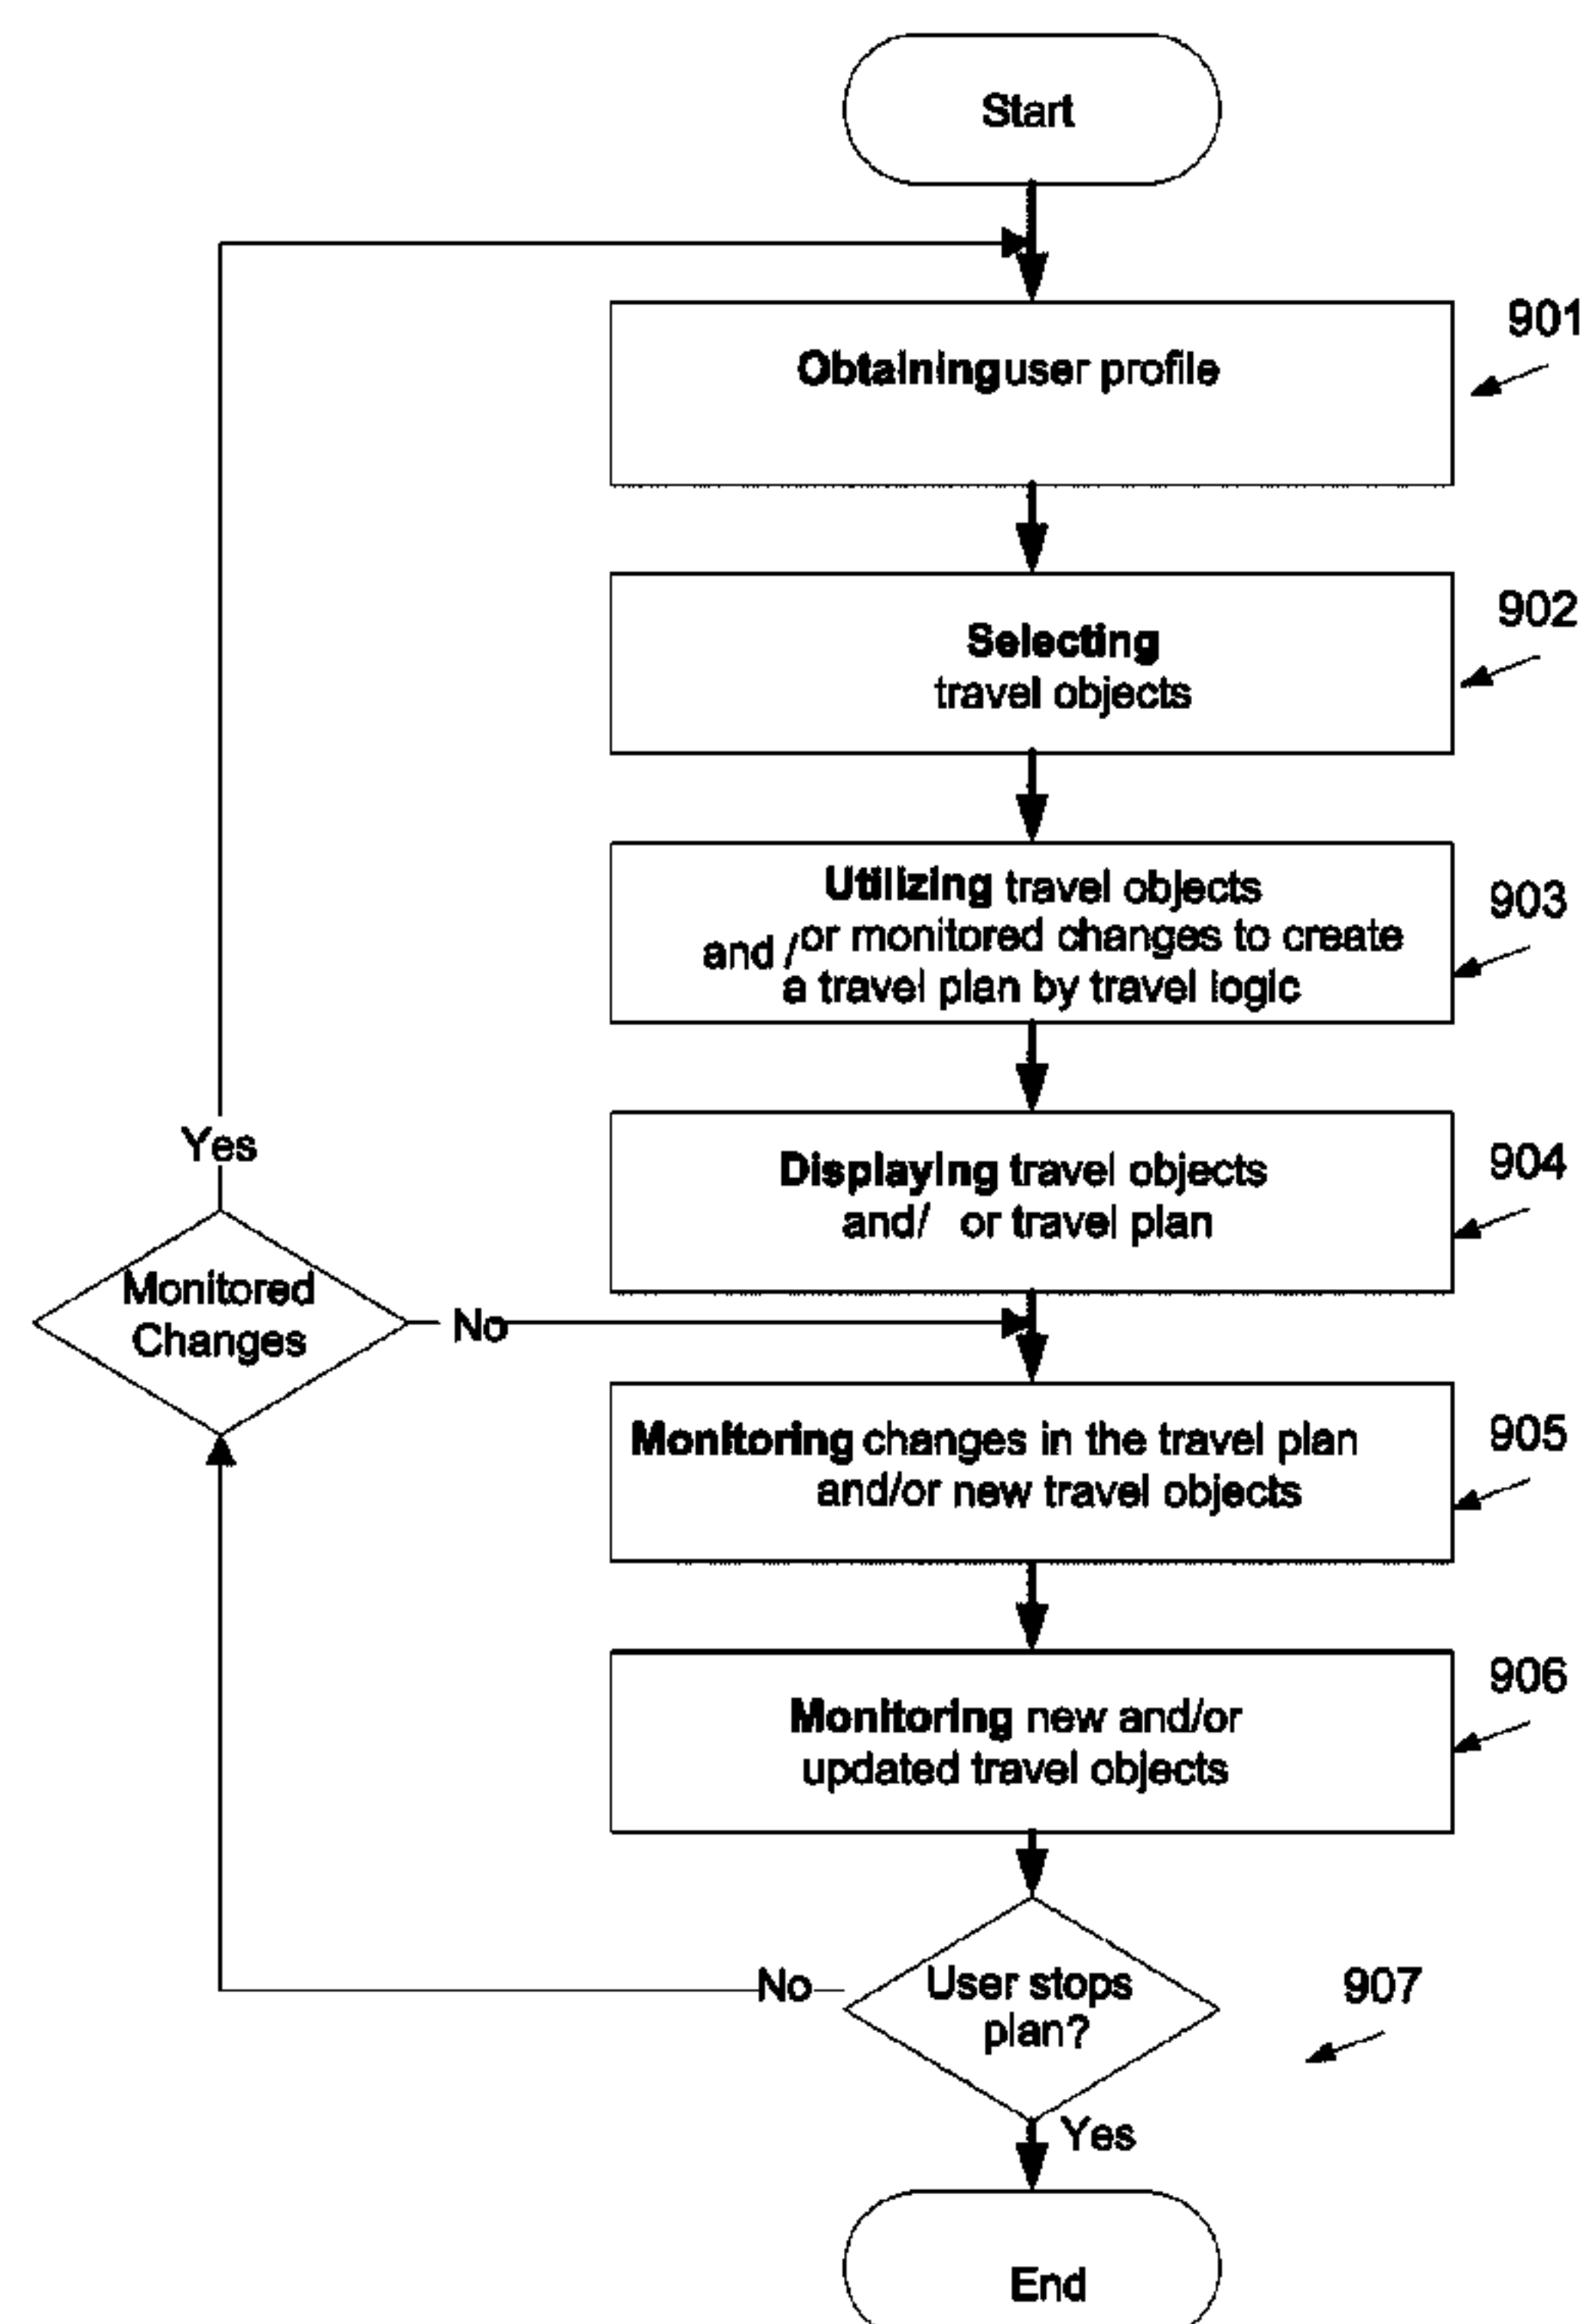 Start
901
Obtaining user profile
902
Selecting
travel objects
903
Utilizing travel objects
and / or monitored changes to create
a travel plan by travel logic
904
Displaying travel objects
and/ or travel plan
Yes
Monitored
Changes
No
905
Monitoring changes in the travel plan
and/or new travel objects
906
Monitoring new and/or
updated travel objects
No
User stops
plan?
907
Yes
End